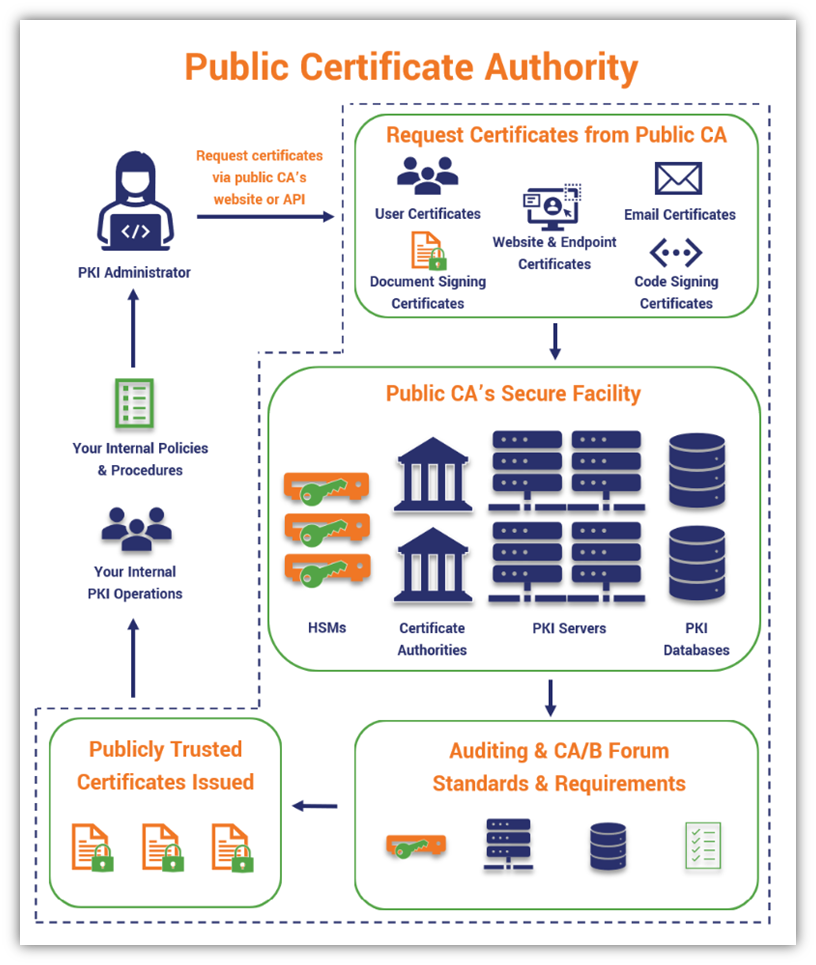 Public Certificate Authority
Request certificates
via public CA's
website or API
PKI Administrator
Request Certificates from Public CA
User Certificates
Website & Endpoint
Certificates
Email Certificates
Document Signing
Certificates
Code Signing
Certificates
Your Internal Policies
& Procedures
Your Internal
PKI Operations
Public CA's Secure Facility
HSMs
Certificate
Authorities
PKI Servers
PKI
Databases
Auditing & CA/B Forum
Standards & Requirements
Publicly Trusted
Certificates Issued